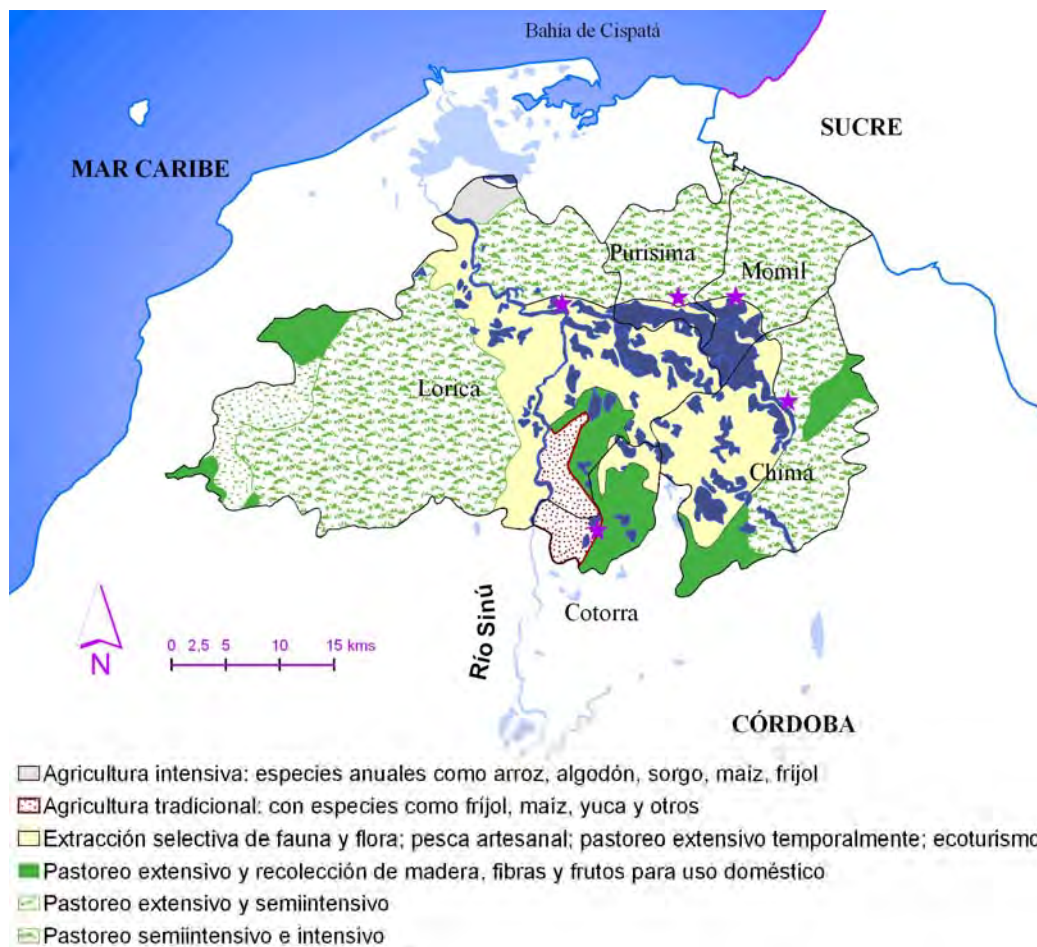 Bahía de Cispatá
SUCRE
MAR CARIBE
Purísima
Momil
Lorica
Chimá
Cotorra
Río Sinú
N
0 2,5 5 10 15 kms
CÓRDOBA
Agricultura intensiva: especies anuales como arroz, algodón, sorgo, maíz, frijol
Agricultura tradicional: con especies como fríjol, maíz, yuca y otros
Extracción selectiva de fauna y flora; pesca artesanal; pastoreo extensivo temporalmente; ecoturismo
Pastoreo extensivo y recolección de madera, fibras y frutos para uso doméstico
Pastoreo extensivo y semiintensivo
Pastoreo semiintensivo e intensivo